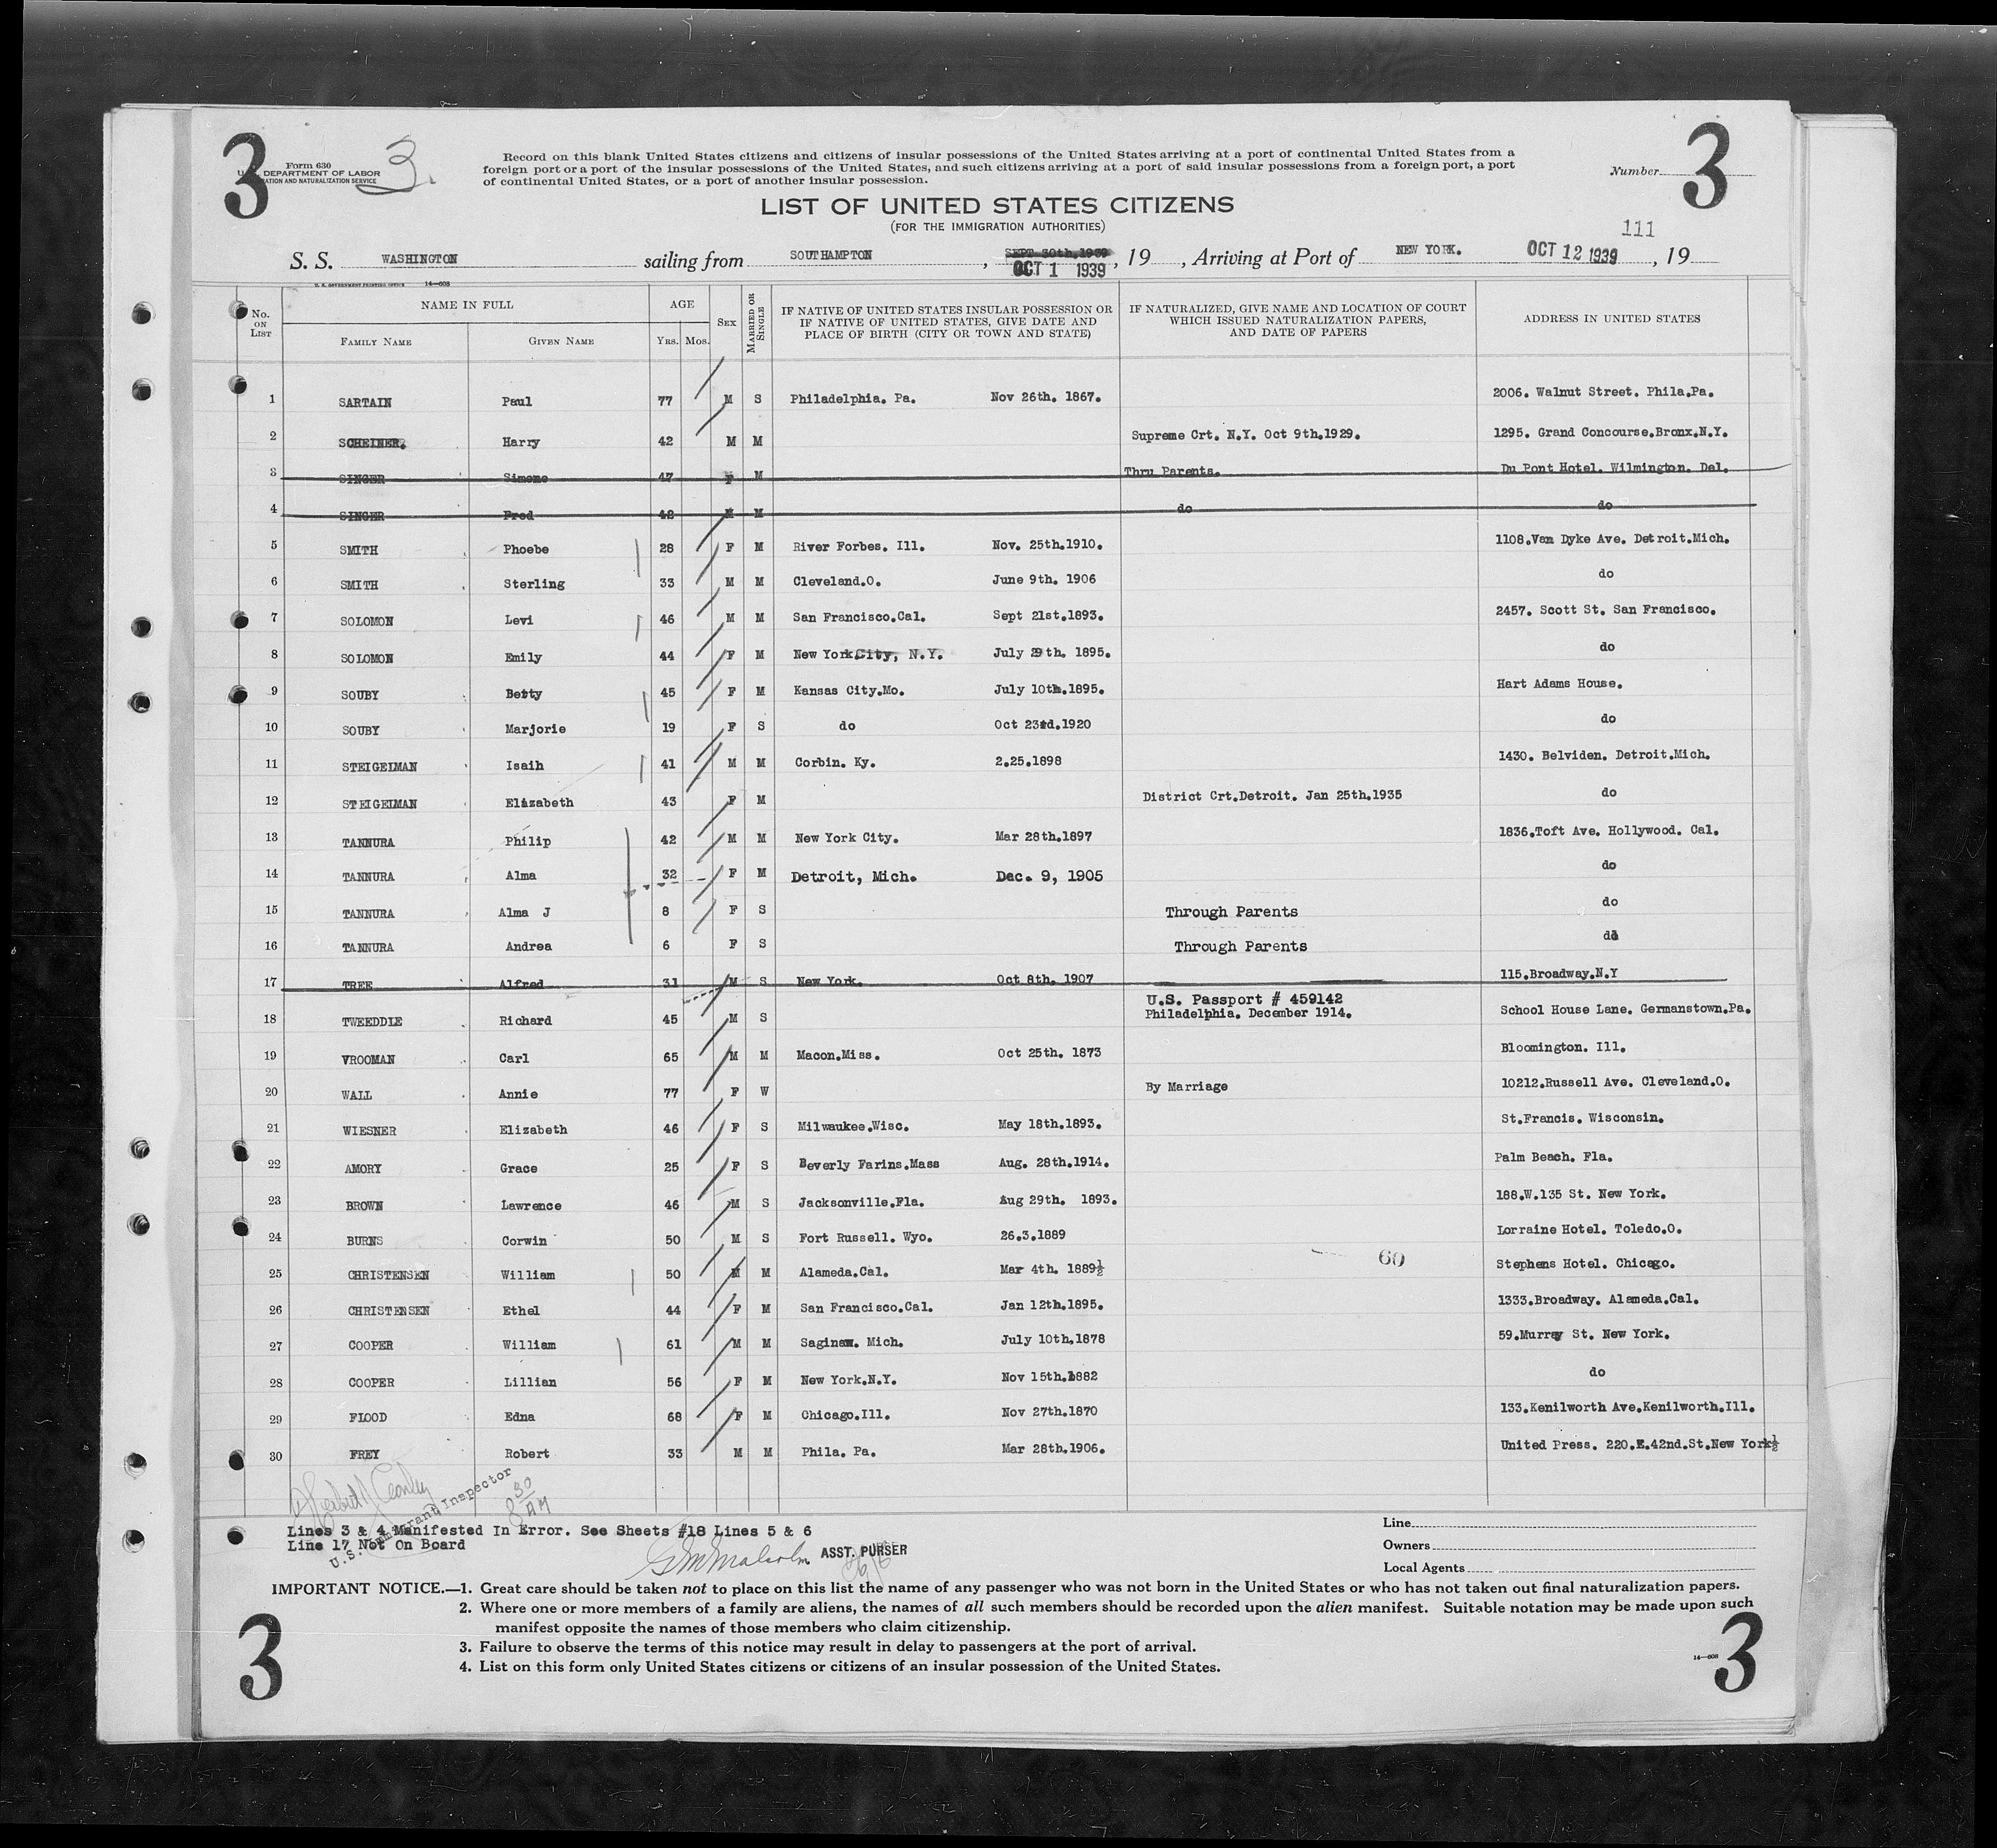 3 3. 3
Form 630
U. DEPARTMENT OF LABOR
ATION AND NATURALIZATION SERVICE
Record on this blank United States citizens and citizens of insular possessions of the United States arriving at a port of continental United States from a
foreign port or a port of the insular possessions of the United States, and such citizens arriving at a port of said insular possessions from a foreign port, a port
of continental United States, or a port of another insular possession.
Number
LIST OF UNITED STATES CITIZENS
(FOR THE IMMIGRATION AUTHORITIES)
111
S. S. WASHINGTON sailing from SOUTHAMPTON , SEPT 30th,1939 OCT 1 1939 , 19 , Arriving at Port of NEW YORK. OCT 12 1939 , 19
U. S. GOVERNMENT PRINTING OFFICE 14—608
No. ON LIST NAME IN FULL AGE SEX MARRIED OR SINGLE IF NATIVE OF UNITED STATES INSULAR POSSESSION OR IF NATIVE OF UNITED STATES, GIVE DATE AND PLACE OF BIRTH (CITY OR TOWN AND STATE) IF NATURALIZED, GIVE NAME AND LOCATION OF COURT WHICH ISSUED NATURALIZATION PAPERS, AND DATE OF PAPERS ADDRESS IN UNITED STATES
FAMILY NAME GIVEN NAME YRS. MOS.
1 SARTAIN Paul 77 M S Philadelphia. Pa. Nov 26th. 1867. 2006. Walnut Street. Phila.Pa.
2 SCHEINER. Harry 42 M M Supreme Crt. N.Y. Oct 9th.1929. 1295. Grand Concourse.Bronx.N.Y.
3 SINGER Simone 47 F M Thru Parents. Du Pont Hotel. Wilmington. Del.
4 SINGER Fred 48 M M do do
5 SMITH Phoebe 28 F M River Forbes. Ill. Nov. 25th.1910. 1108.Van Dyke Ave. Detroit.Mich.
6 SMITH Sterling 33 M M Cleveland.O. June 9th. 1906 do
7 SOLOMON Levi 46 M M San Francisco.Cal. Sept 21st.1893. 2457. Scott St. San Francisco.
8 SOLOMON Emily 44 F M New York City, N.Y. July 29th. 1895. do
9 SOUBY Betty 45 F M Kansas City.Mo. July 10th.1895. Hart Adams House.
10 SOUBY Marjorie 19 F S do Oct 23rd.1920 do
11 STEIGEIMAN Isaih 41 M M Corbin. Ky. 2.25.1898 1430. Belviden. Detroit.Mich.
12 STEIGEIMAN Elizabeth 43 F M District Crt.Detroit. Jan 25th.1935 do
13 TANNURA Philip 42 M M New York City. Mar 28th.1897 1836.Toft Ave. Hollywood. Cal.
14 TANNURA Alma 32 F M Detroit, Mich. Dec. 9, 1905 do
15 TANNURA Alma J 8 F S Through Parents do
16 TANNURA Andrea 6 F S Through Parents do
17 TREE Alfred 31 M S New York. Oct 8th. 1907 115.Broadway.N.Y
U.S. Passport # 459142
18 TWEEDDIE Richard 45 M S Philadelphia. December 1914. School House Lane. Germanstown.Pa.
19 VROOMAN Carl 65 M M Macon.Miss. Oct 25th. 1873 Bloomington. Ill.
20 WALL Annie 77 F W By Marriage 10212.Russell Ave. Cleveland.O.
21 WIESNER Elizabeth 46 F S Milwaukee.Wisc. May 18th.1893. St.Francis. Wisconsin.
22 AMORY Grace 25 F S Beverly Farins.Mass Aug. 28th.1914. Palm Beach. Fla.
23 BROWN Lawrence 46 M S Jacksonville.Fla. Aug 29th. 1893. 188.W.135 St. New York.
24 BURNS Corwin 50 M S Fort Russell. Wyo. 26.3.1889 Lorraine Hotel. Toledo.O.
60
25 CHRISTENSEN William 50 M M Alameda.Cal. Mar 4th. 1889½ Stephens Hotel. Chicago.
26 CHRISTENSEN Ethel 44 F M San Francisco.Cal. Jan 12th.1895. 1333.Broadway. Alameda.Cal.
27 COOPER William 61 M M Saginaw. Mich. July 10th.1878 59.Murray St. New York.
28 COOPER Lillian 56 F M New York.N.Y. Nov 15th.1882 do
29 FLOOD Edna 68 F M Chicago.Ill. Nov 27th.1870 133.Kenilworth Ave.Kenilworth.Ill.
30 FREY Robert 33 M M Phila. Pa. Mar 28th.1906. United Press. 220.E.42nd.St.New York½
U.S. Immigrant Inspector
8 30 AM
Lines 3 & 4 Manifested In Error. See Sheets #18 Lines 5 & 6
Line 17 Not On Board
Malcolm ASST. PURSER
Line
Owners
Local Agents
IMPORTANT NOTICE.—1. Great care should be taken not to place on this list the name of any passenger who was not born in the United States or who has not taken out final naturalization papers.
2. Where one or more members of a family are aliens, the names of all such members should be recorded upon the alien manifest. Suitable notation may be made upon such
manifest opposite the names of those members who claim citizenship.
3. Failure to observe the terms of this notice may result in delay to passengers at the port of arrival.
4. List on this form only United States citizens or citizens of an insular possession of the United States.
14—608
3 3